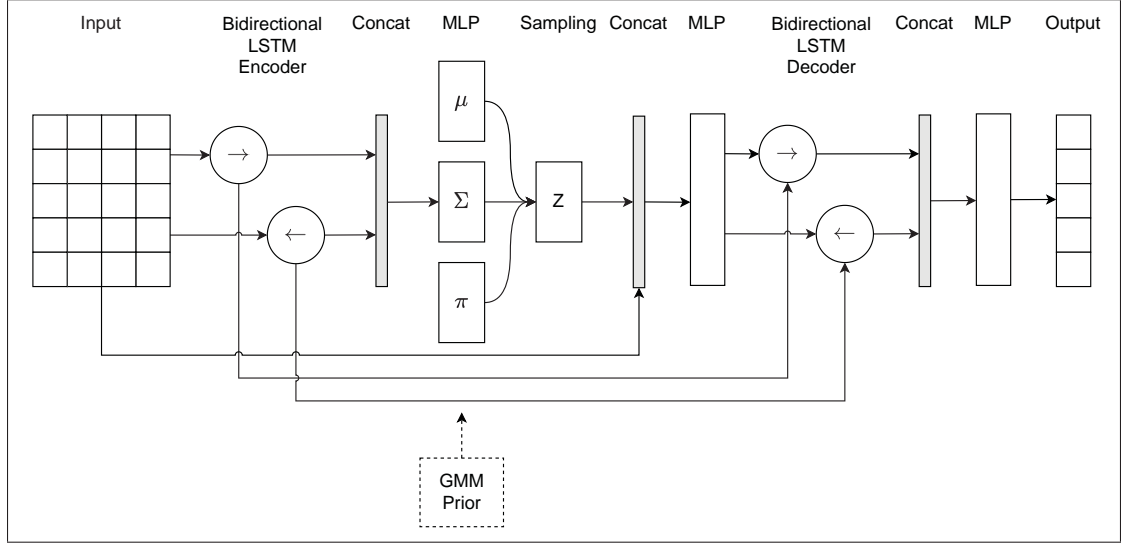 Input
Bidirectional
LSTM
Encoder
Concat
MLP
Sampling
Concat
MLP
Bidirectional
LSTM
Decoder
Concat
MLP
Output
μ
→
→
Σ
Z
←
←
π
GMM
Prior